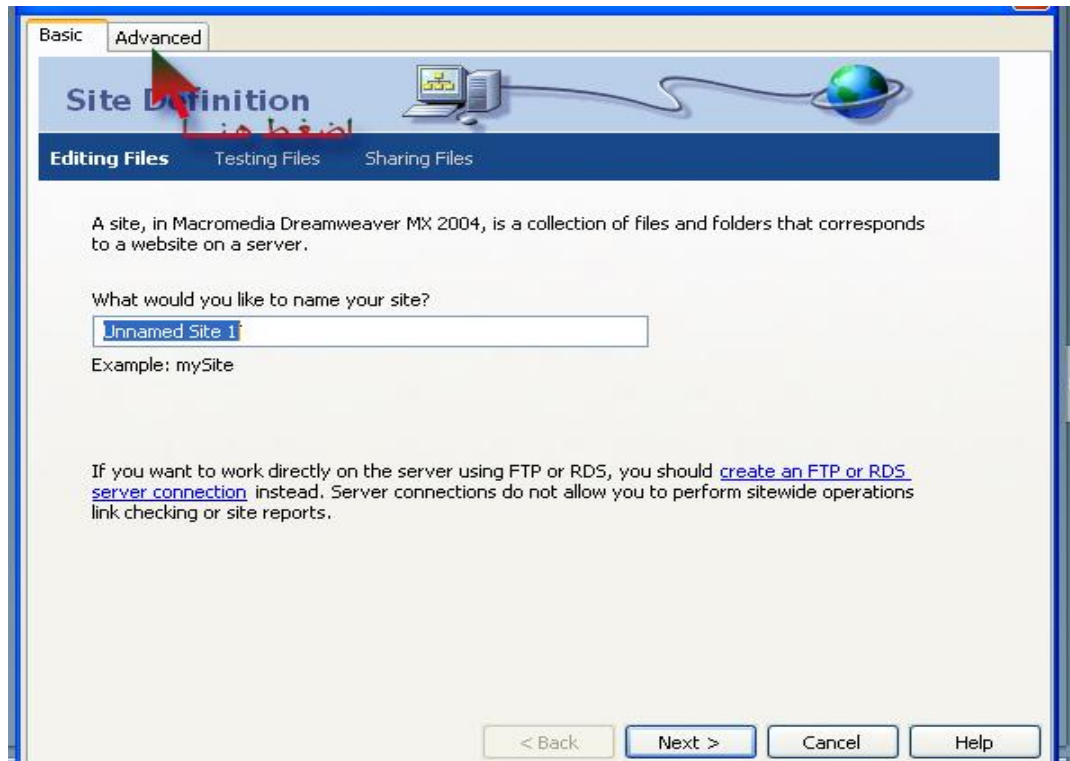 Basic Advanced
Site Definition
اضغط هنا
Editing Files Testing Files Sharing Files
A site, in Macromedia Dreamweaver MX 2004, is a collection of files and folders that corresponds
to a website on a server.
What would you like to name your site?
Unnamed Site 1
Example: mySite
If you want to work directly on the server using FTP or RDS, you should create an FTP or RDS
server connection instead. Server connections do not allow you to perform sitewide operations
link checking or site reports.
< Back Next > Cancel Help